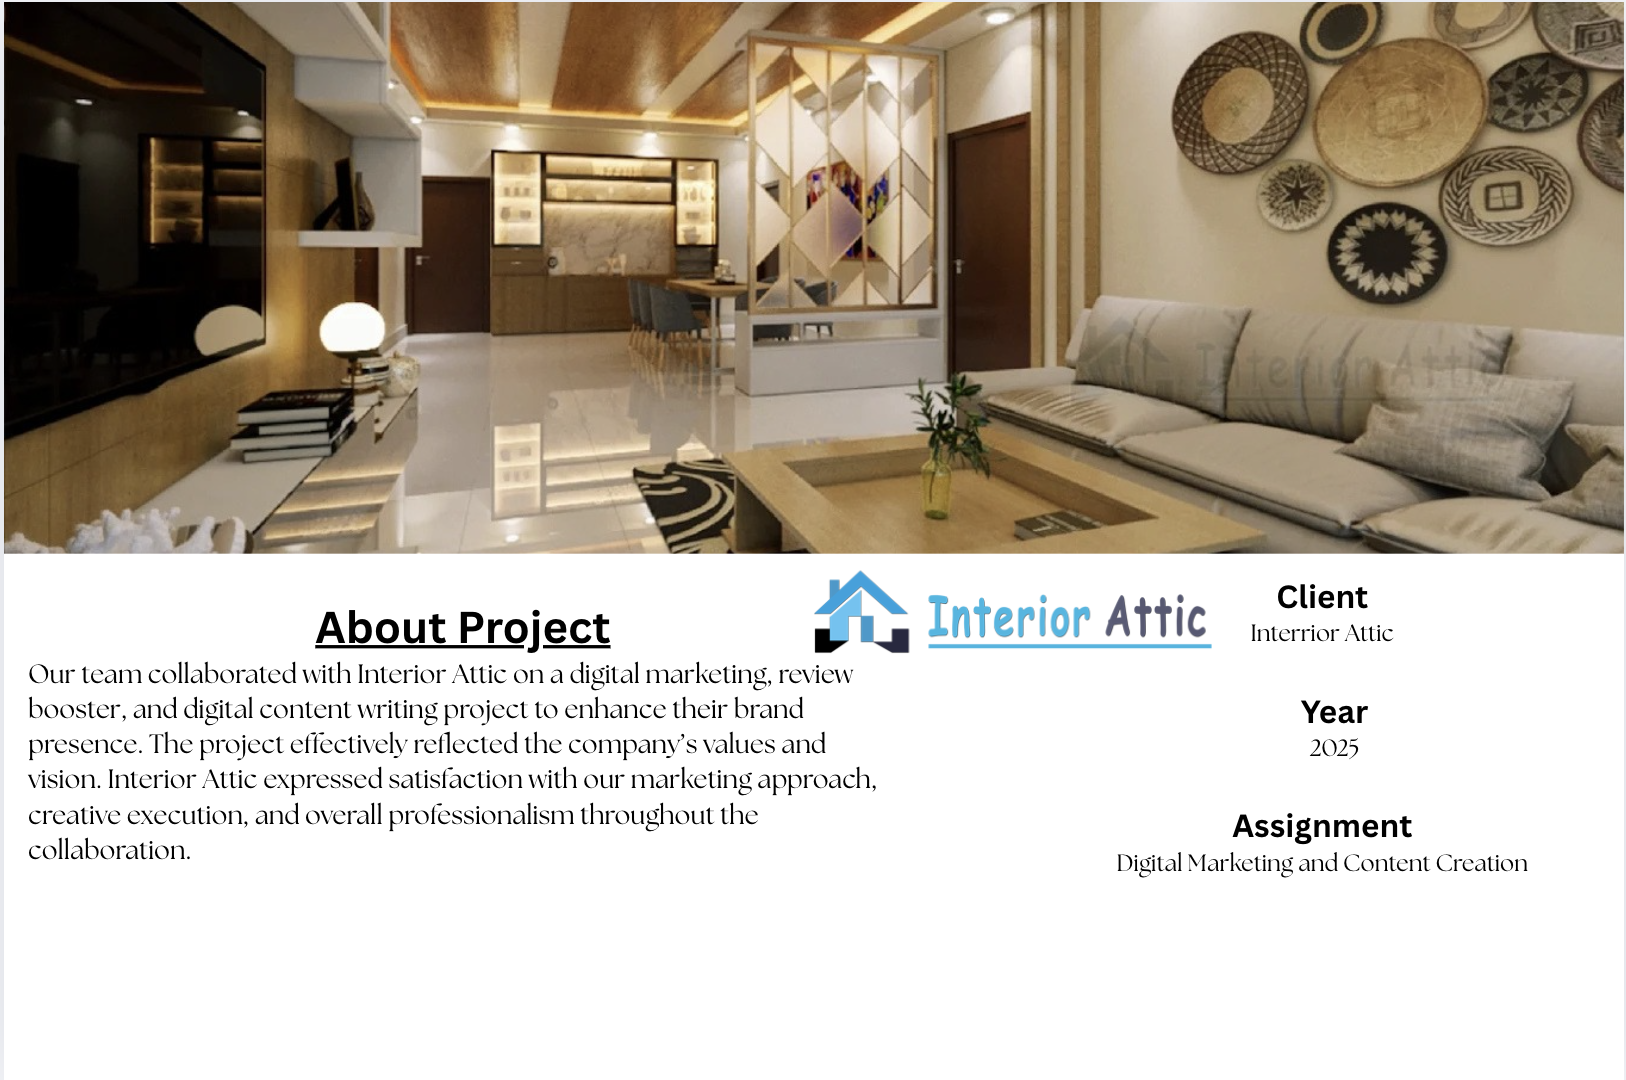 Interior Attic
About Project
Our team collaborated with Interior Attic on a digital marketing, review
booster, and digital content writing project to enhance their brand
presence. The project effectively reflected the company’s values and
vision. Interior Attic expressed satisfaction with our marketing approach,
creative execution, and overall professionalism throughout the
collaboration.
Interior Attic
Client
Interrior Attic
Year
2025
Assignment
Digital Marketing and Content Creation